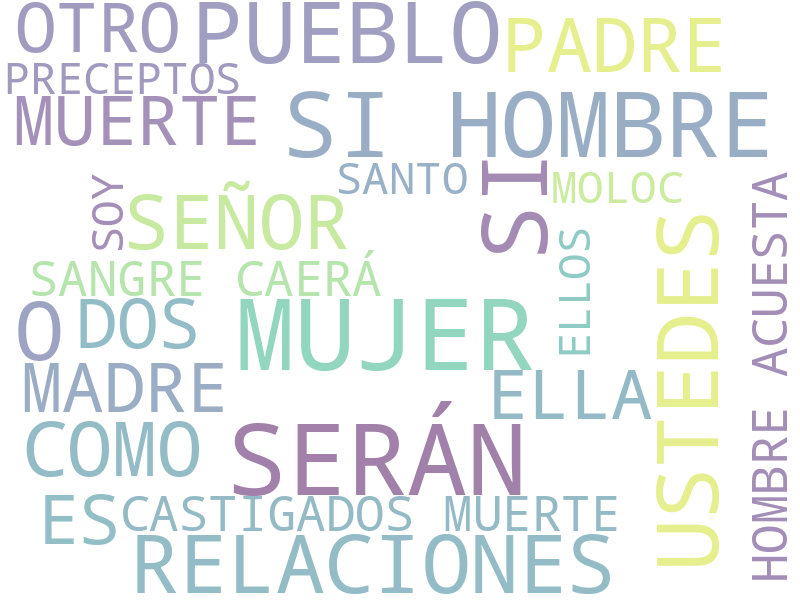 OTRO
PUEBLO
PADRE
PRECEPTOS
MUERTE
SI HOMBRE
SANTO
SI
MOLOC
SOY
SEÑOR
SANGRE CAERÁ
ELLOS
USTEDES
HOMBRE ACUESTA
O
DOS
MUJER
MADRE
ELLA
COMO
SERÁN
ES
CASTIGADOS MUERTE
RELACIONES